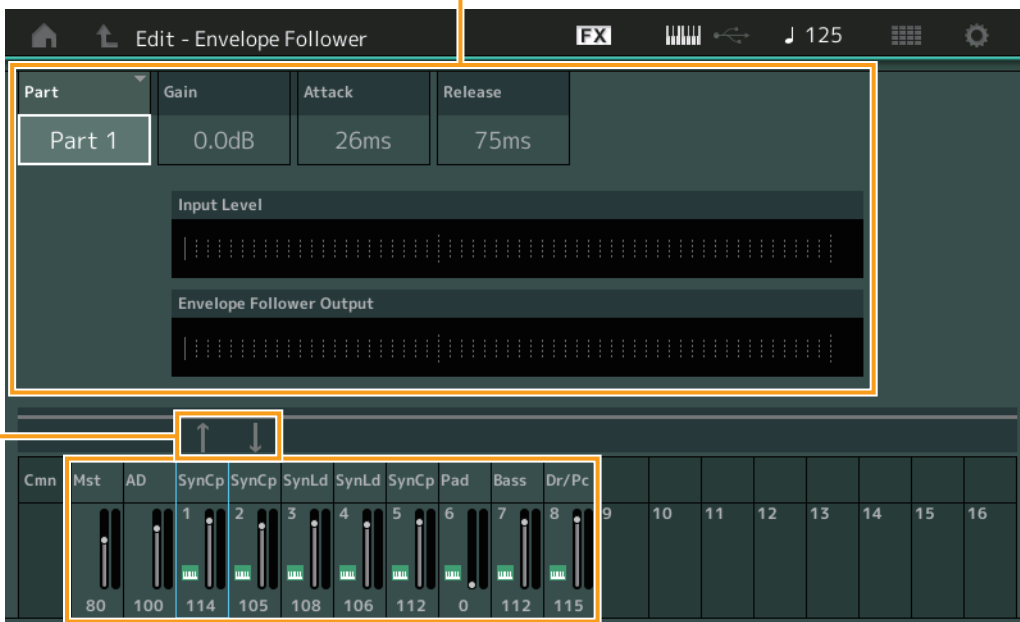 Edit - Envelope Follower FX 125
Part Gain Attack Release
Part 1 0.0dB 26ms 75ms
Input Level
Envelope Follower Output
Cmn Mst AD SynCp SynCp SynLd SynLd SynCp Pad Bass Dr/Pc
1 2 3 4 5 6 7 8 9 10 11 12 13 14 15 16
80 100 114 105 108 106 112 0 112 115